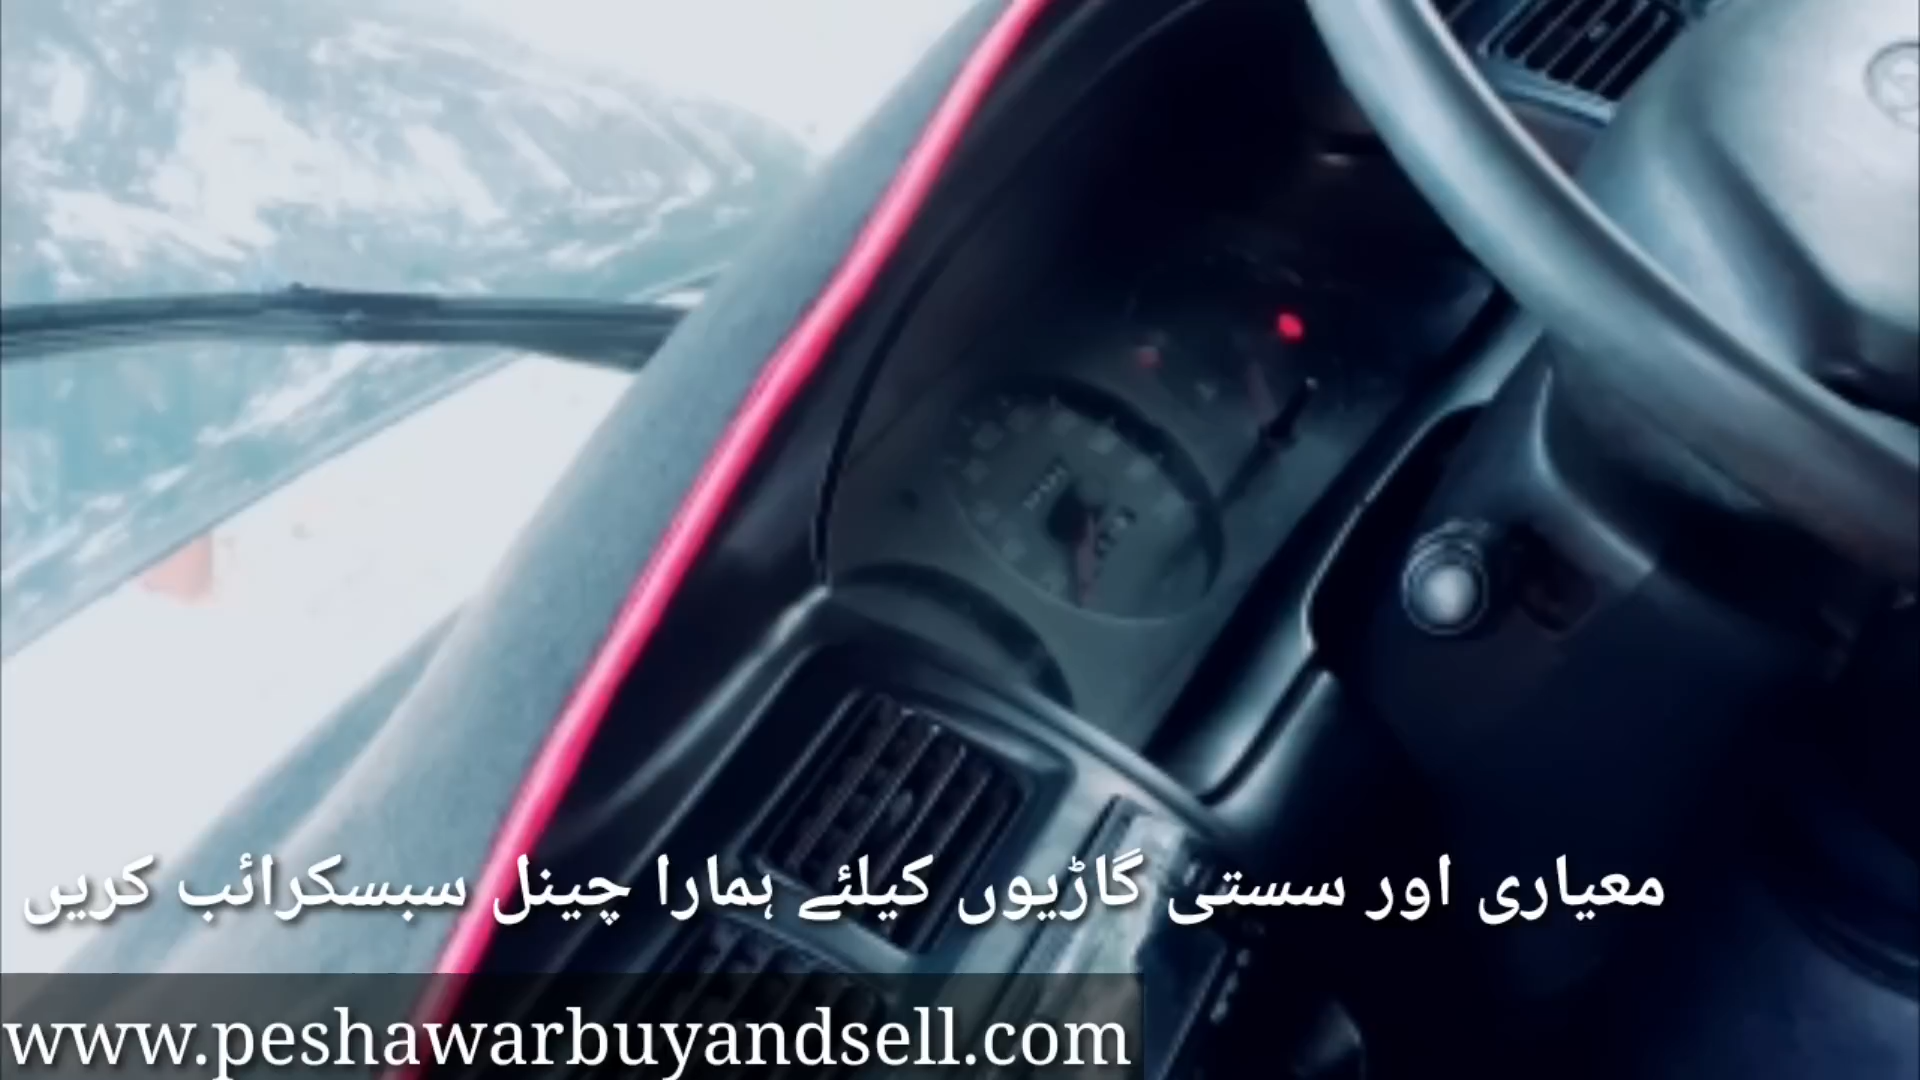 معیاری اور سستی گاڑیوں کیلئے ہمارا چینل سبسکرائب کریں
www.peshawarbuyandsell.com